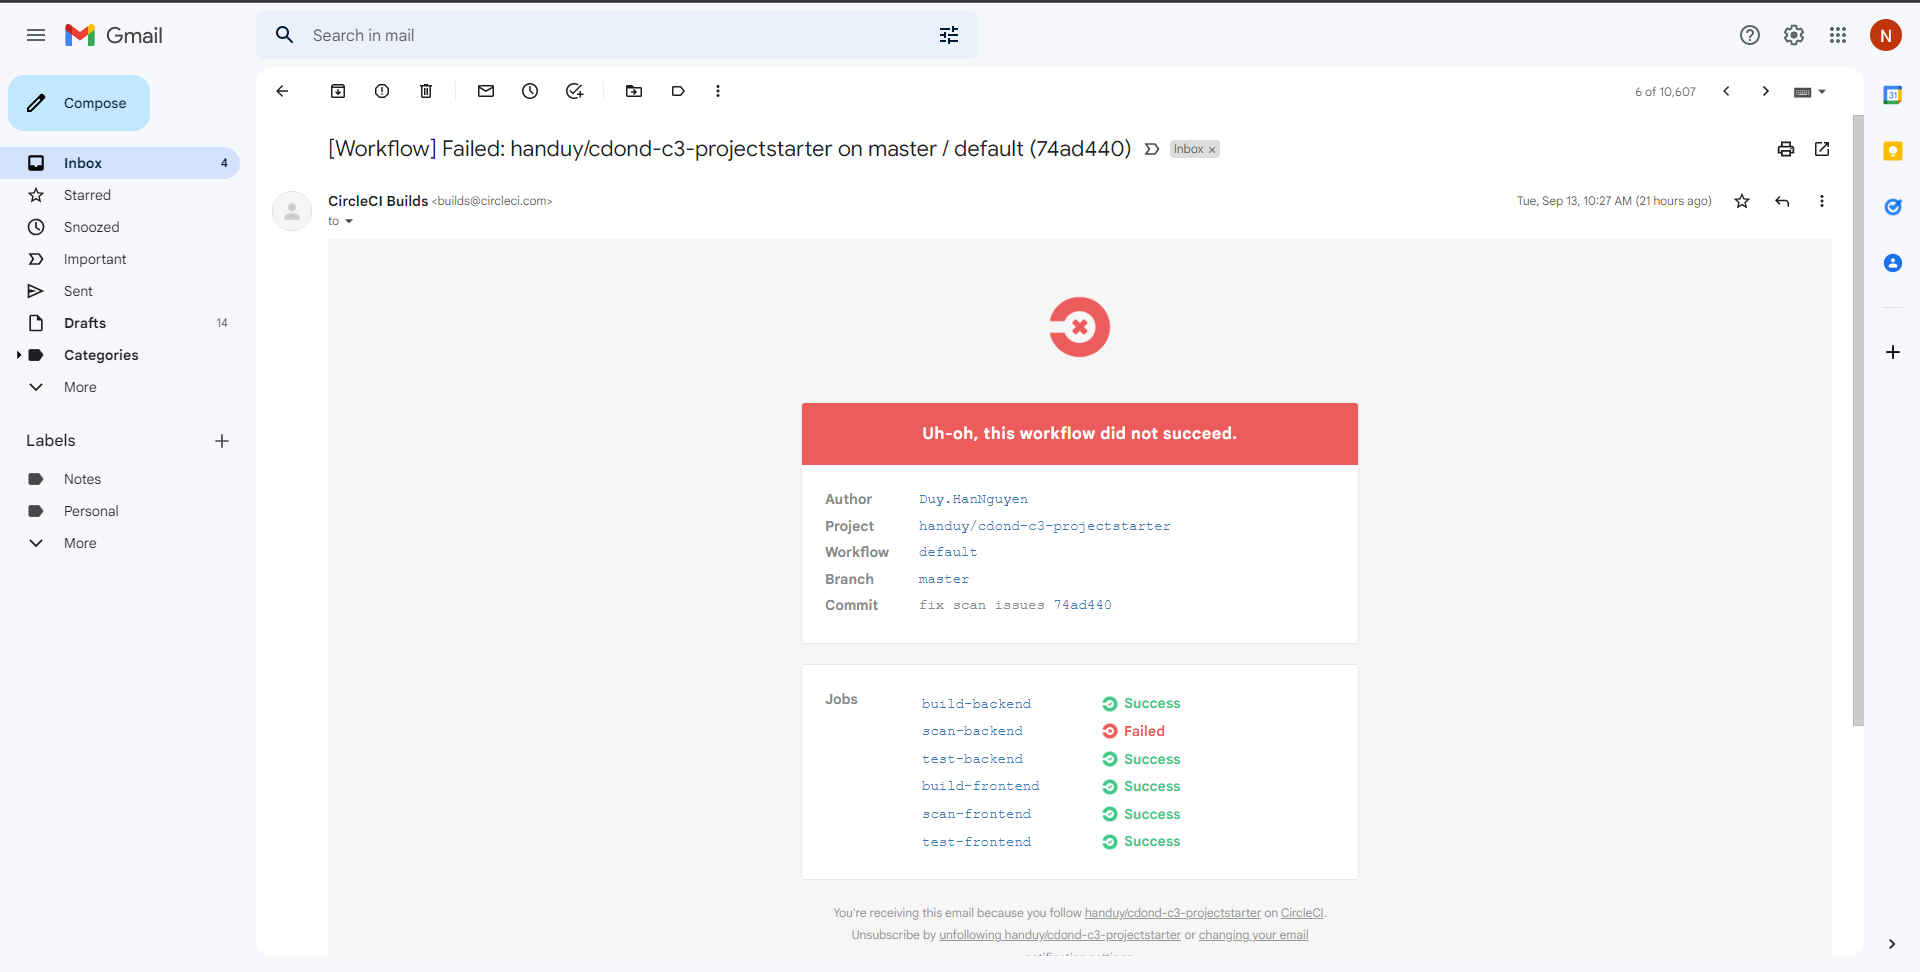 Gmail
Search in mail
N
Compose
6 of 10,607
31
Inbox 4
Starred
Snoozed
Important
Sent
Drafts 14
Categories
More
Labels
Notes
Personal
More
[Workflow] Failed: handuy/cdond-c3-projectstarter on master / default (74ad440) Inbox ×
CircleCI Builds <builds@circleci.com>
Tue, Sep 13, 10:27 AM (21 hours ago)
to
Uh-oh, this workflow did not succeed.
Author Duy.HanNguyen
Project handuy/cdond-c3-projectstarter
Workflow default
Branch master
Commit fix scan issues 74ad440
Jobs build-backend Success
scan-backend Failed
test-backend Success
build-frontend Success
scan-frontend Success
test-frontend Success
You're receiving this email because you follow handuy/cdond-c3-projectstarter on CircleCI.
Unsubscribe by unfollowing handuy/cdond-c3-projectstarter or changing your email